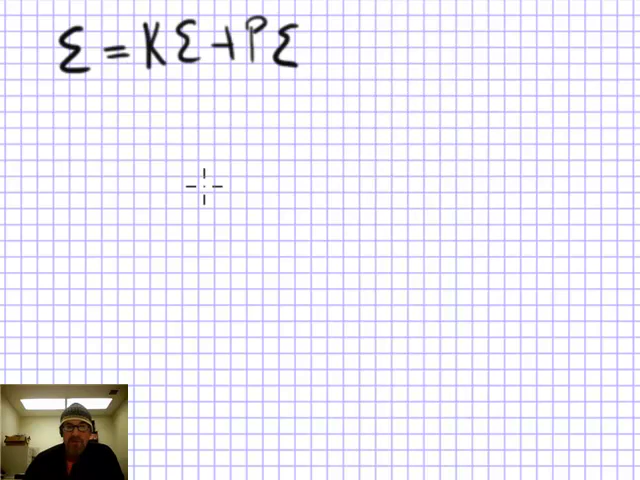 Ɛ = KƐ + PƐ